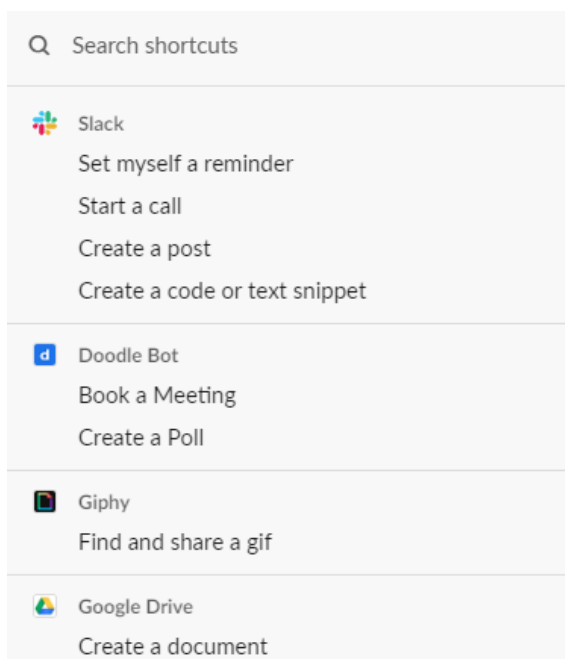 Search shortcuts
Slack
Set myself a reminder
Start a call
Create a post
Create a code or text snippet
d Doodle Bot
Book a Meeting
Create a Poll
Giphy
Find and share a gif
Google Drive
Create a document